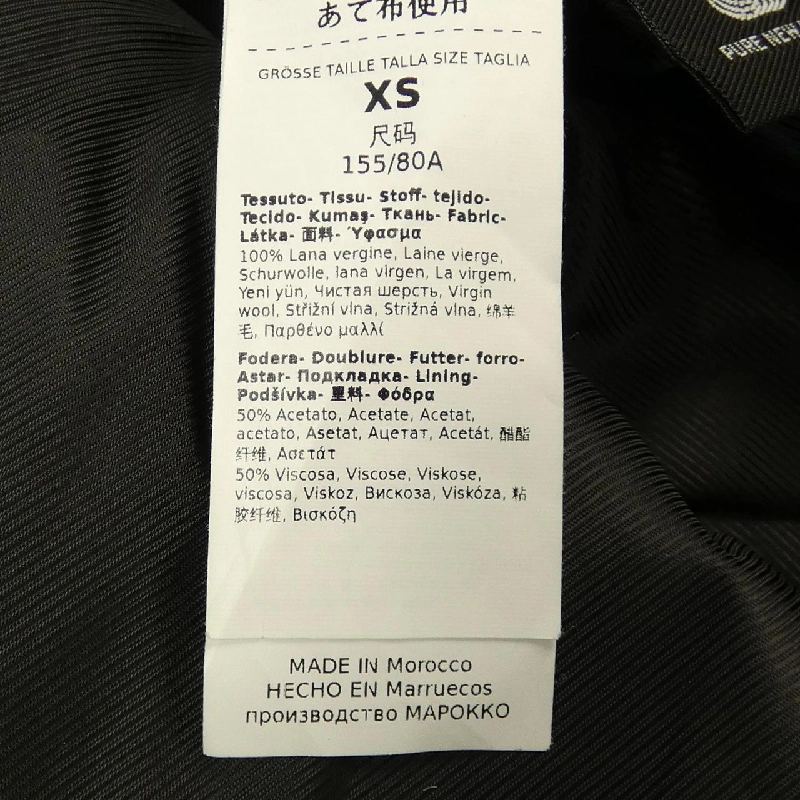 あて布使用
GRÖSSE TAILLE TALLA SIZE TAGLIA
XS
尺码
155/80A
Tessuto- Tissu- Stoff- tejido-
Tecido- Kumaş- Ткань- Fabric-
Látka- 面料- Ύφασμα
100% Lana vergine, Laine vierge,
Schurwolle, lana virgen, La virgem,
Yeni yün, Чистая шерсть, Virgin
wool, Střižní vlna, Strižná vlna, 绵羊
毛, Παρθένο μαλλί
Fodera- Doublure- Futter- forro-
Astar- Подкладка- Lining-
Podšívka- 里料- Φόδρα
50% Acetato, Acetate, Acetat,
acetato, Asetat, Ацетат, Acetát, 醋酯
纤维, Ασετάτ
50% Viscosa, Viscose, Viskose,
viscosa, Viskoz, Вискоза, Viskóza, 粘
胶纤维, Βισκόζη
MADE IN Morocco
HECHO EN Marruecos
производство МАРОККО
PURE NEW